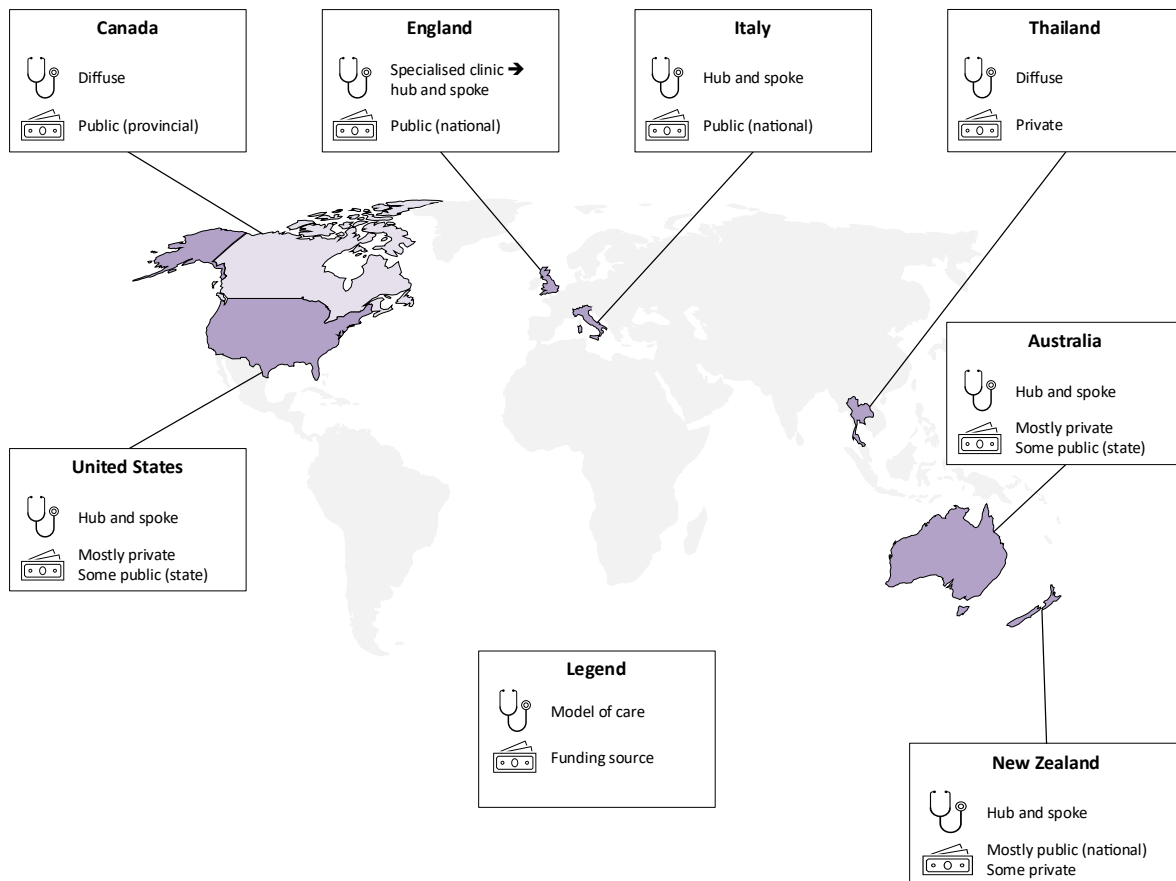 Canada
Diffuse
Public (provincial)
England
Specialised clinic ➔
hub and spoke
Public (national)
Italy
Hub and spoke
Public (national)
Thailand
Diffuse
Private
Australia
Hub and spoke
Mostly private
Some public (state)
United States
Hub and spoke
Mostly private
Some public (state)
Legend
Model of care
Funding source
New Zealand
Hub and spoke
Mostly public (national)
Some private